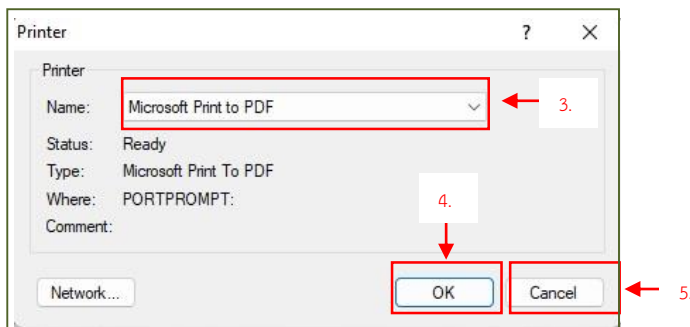 Printer ?
Printer
Name: Microsoft Print to PDF
3.
Status: Ready
Type: Microsoft Print To PDF
Where: PORTPROMPT:
4.
Comment:
Network... OK Cancel
5.